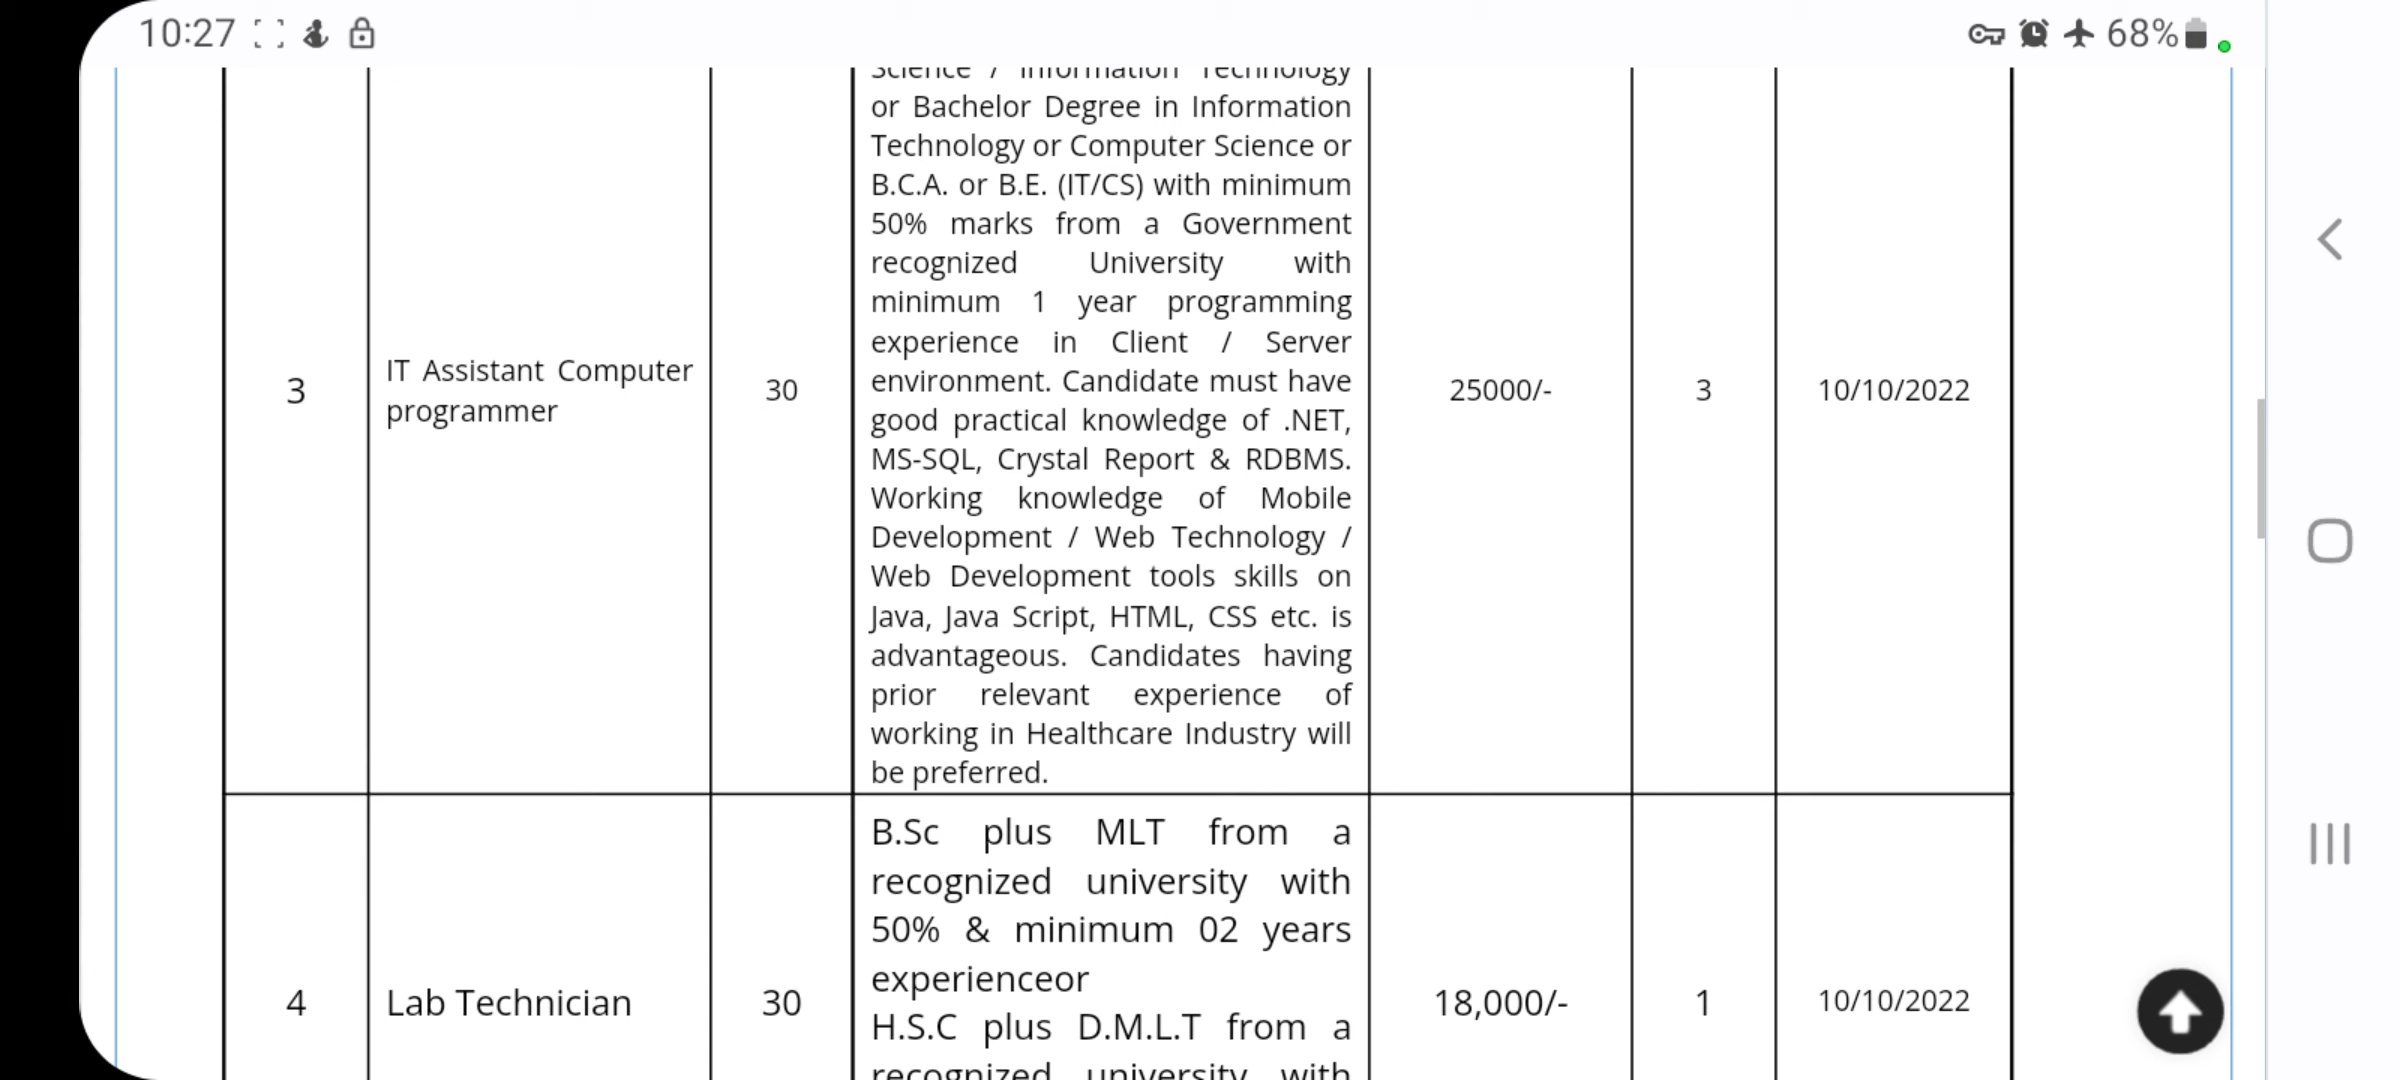 10:27
68%
Science / Information Technology
or Bachelor Degree in Information
Technology or Computer Science or
B.C.A. or B.E. (IT/CS) with minimum
50% marks from a Government
recognized University with
minimum 1 year programming
experience in Client / Server
environment. Candidate must have
good practical knowledge of .NET,
MS-SQL, Crystal Report & RDBMS.
Working knowledge of Mobile
Development / Web Technology /
Web Development tools skills on
Java, Java Script, HTML, CSS etc. is
advantageous. Candidates having
prior relevant experience of
working in Healthcare Industry will
be preferred.
3
IT Assistant Computer
programmer
30
25000/-
3
10/10/2022
4
Lab Technician
30
B.Sc plus MLT from a
recognized university with
50% & minimum 02 years
experienceor
H.S.C plus D.M.L.T from a
recognized university with
18,000/-
1
10/10/2022